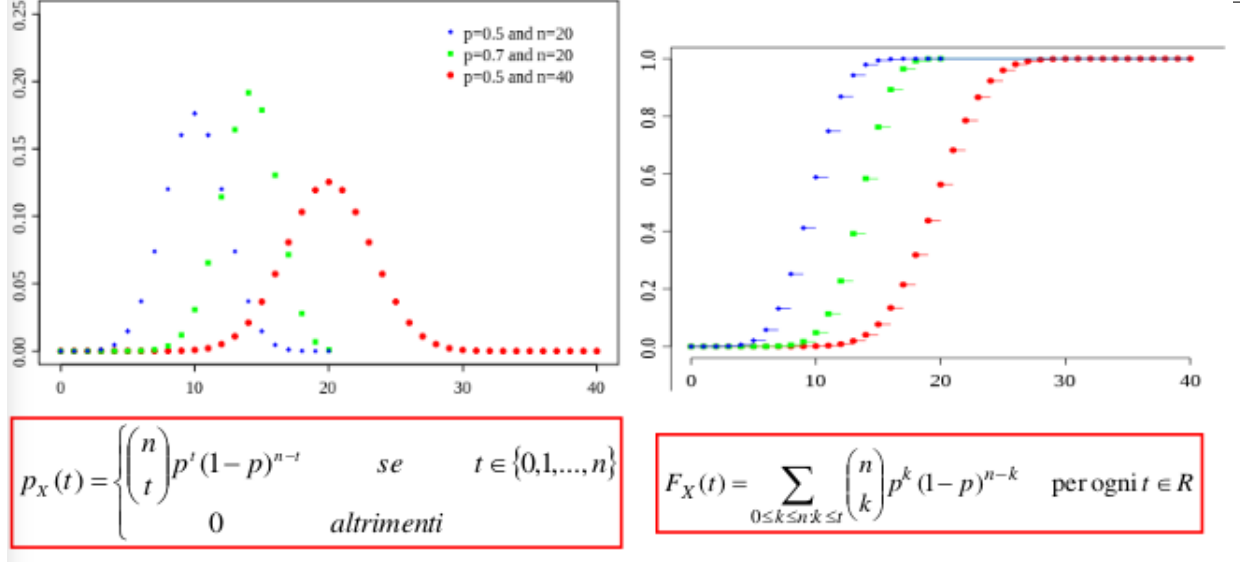 0.25
0.20
0.15
0.10
0.05
0.00
p=0.5 and n=20
p=0.7 and n=20
p=0.5 and n=40
0 10 20 30 40
1.0
0.8
0.6
0.4
0.2
0.0
0 10 20 30 40
p_X(t) = { (n t) p^t (1−p)^{n−t} se t ∈ {0,1,...,n}
0 altrimenti
F_X(t) = ∑_{0≤k≤n:k≤t} (n k) p^k (1−p)^{n−k} per ogni t ∈ R